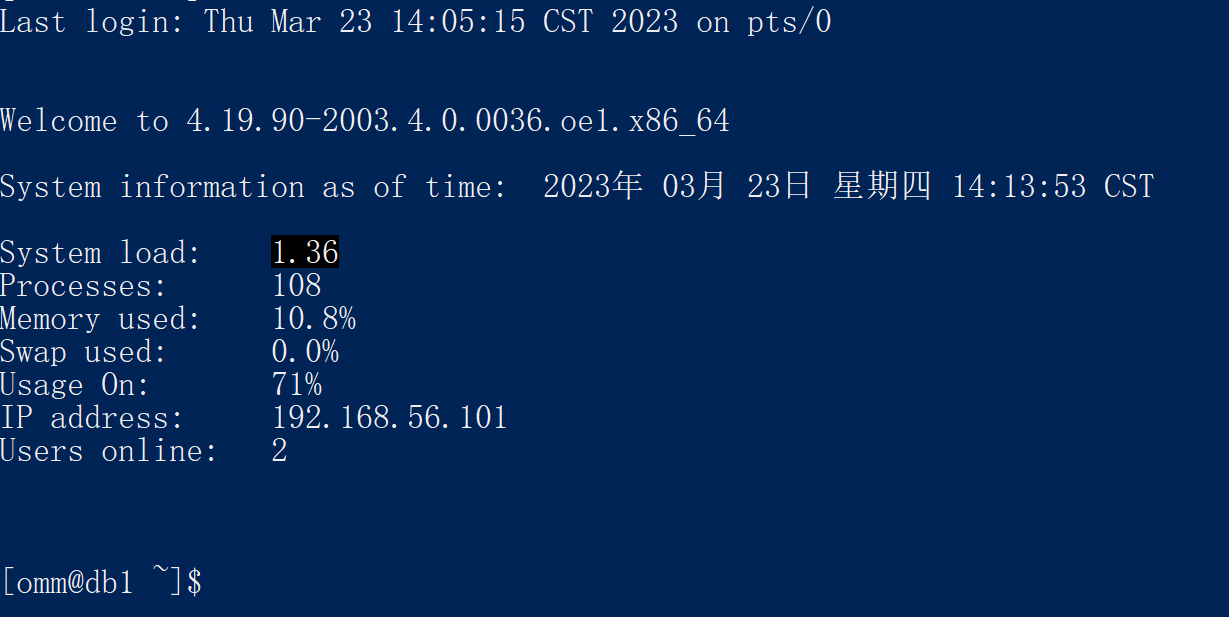 Last login: Thu Mar 23 14:05:15 CST 2023 on pts/0
Welcome to 4.19.90-2003.4.0.0036.oe1.x86_64
System information as of time:  2023年 03月 23日 星期四 14:13:53 CST
System load:    1.36
Processes:      108
Memory used:    10.8%
Swap used:      0.0%
Usage On:       71%
IP address:     192.168.56.101
Users online:   2
[omm@db1 ~]$